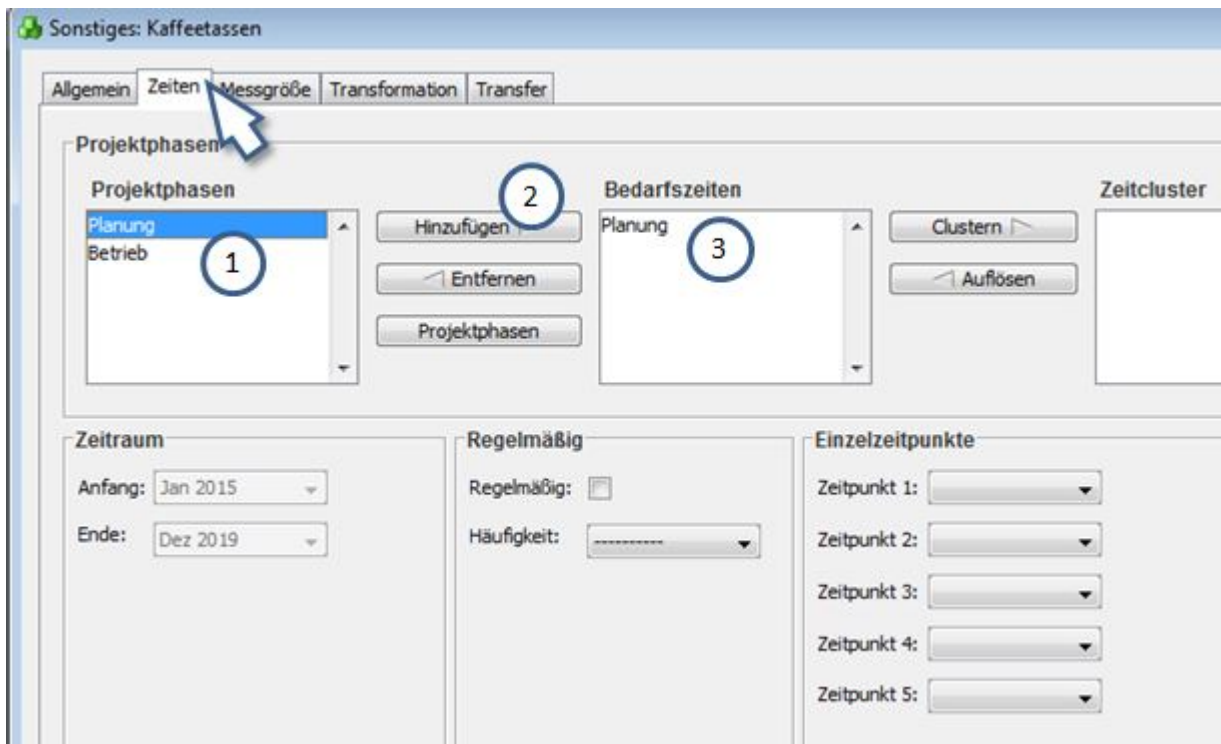 Sonstiges: Kaffeetassen
Allgemein Zeiten Messgröße Transformation Transfer
Projektphasen
Projektphasen 2 Bedarfszeiten Zeitcluster
Planung Hinzufügen Planung Clustern
Betrieb 1 3
Entfernen Auflösen
Projektphasen
Zeitraum Regelmäßig Einzelzeitpunkte
Anfang: Jan 2015 Regelmäßig: Zeitpunkt 1:
Ende: Dez 2019 Häufigkeit: ---------- Zeitpunkt 2:
Zeitpunkt 3:
Zeitpunkt 4:
Zeitpunkt 5: